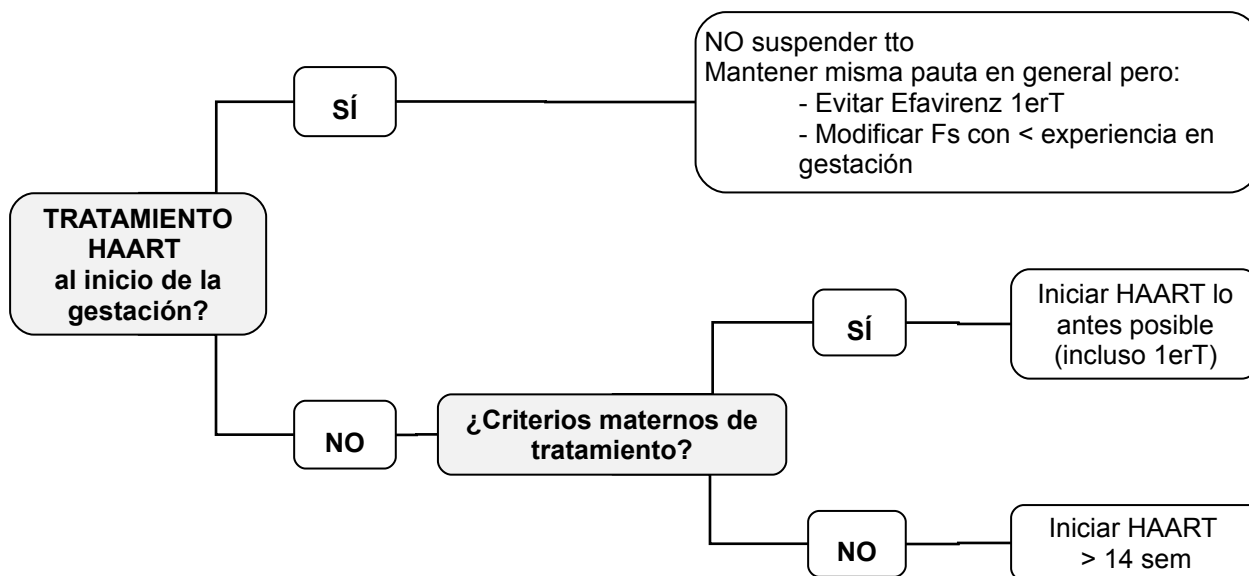 NO suspender tto
Mantener misma pauta en general pero:
- Evitar Efavirenz 1erT
- Modificar Fs con < experiencia en
gestación
SÍ
TRATAMIENTO
HAART
al inicio de la
gestación?
SÍ
Iniciar HAART lo
antes posible
(incluso 1erT)
NO
¿Criterios maternos de
tratamiento?
NO
Iniciar HAART
> 14 sem